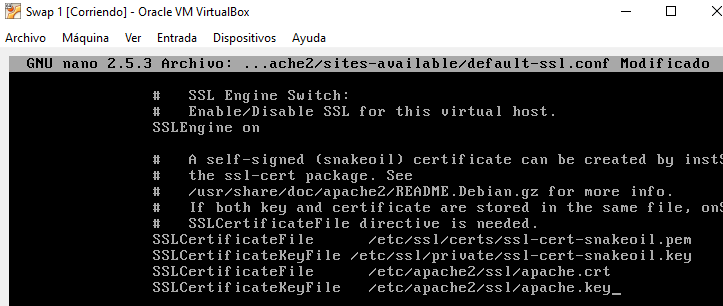 Swap 1 [Corriendo] - Oracle VM VirtualBox
Archivo Máquina Ver Entrada Dispositivos Ayuda
GNU nano 2.5.3 Archivo: ...ache2/sites-available/default-ssl.conf Modificado
# SSL Engine Switch:
# Enable/Disable SSL for this virtual host.
SSLEngine on
# A self-signed (snakeoil) certificate can be created by inst$
# the ssl-cert package. See
# /usr/share/doc/apache2/README.Debian.gz for more info.
# If both key and certificate are stored in the same file, on$
# SSLCertificateFile directive is needed.
SSLCertificateFile /etc/ssl/certs/ssl-cert-snakeoil.pem
SSLCertificateKeyFile /etc/ssl/private/ssl-cert-snakeoil.key
SSLCertificateFile /etc/apache2/ssl/apache.crt
SSLCertificateKeyFile /etc/apache2/ssl/apache.key_